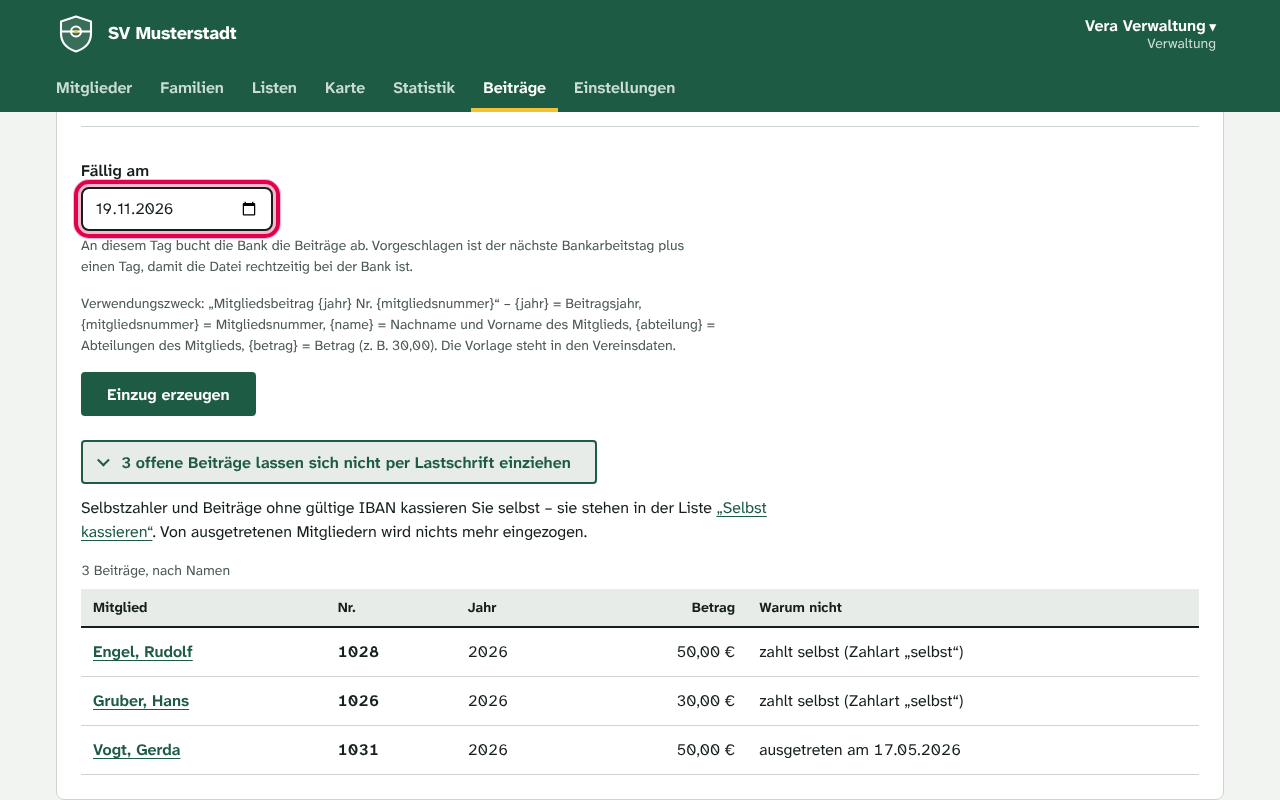 SV Musterstadt
Vera Verwaltung ▾
Verwaltung
Mitglieder Familien Listen Karte Statistik Beiträge Einstellungen
Fällig am
19.11.2026
An diesem Tag bucht die Bank die Beiträge ab. Vorgeschlagen ist der nächste Bankarbeitstag plus
einen Tag, damit die Datei rechtzeitig bei der Bank ist.
Verwendungszweck: „Mitgliedsbeitrag {jahr} Nr. {mitgliedsnummer}“ – {jahr} = Beitragsjahr,
{mitgliedsnummer} = Mitgliedsnummer, {name} = Nachname und Vorname des Mitglieds, {abteilung} =
Abteilungen des Mitglieds, {betrag} = Betrag (z. B. 30,00). Die Vorlage steht in den Vereinsdaten.
Einzug erzeugen
3 offene Beiträge lassen sich nicht per Lastschrift einziehen
Selbstzahler und Beiträge ohne gültige IBAN kassieren Sie selbst – sie stehen in der Liste „Selbst
kassieren“. Von ausgetretenen Mitgliedern wird nichts mehr eingezogen.
3 Beiträge, nach Namen
Mitglied Nr. Jahr Betrag Warum nicht
Engel, Rudolf 1028 2026 50,00 € zahlt selbst (Zahlart „selbst“)
Gruber, Hans 1026 2026 30,00 € zahlt selbst (Zahlart „selbst“)
Vogt, Gerda 1031 2026 50,00 € ausgetreten am 17.05.2026